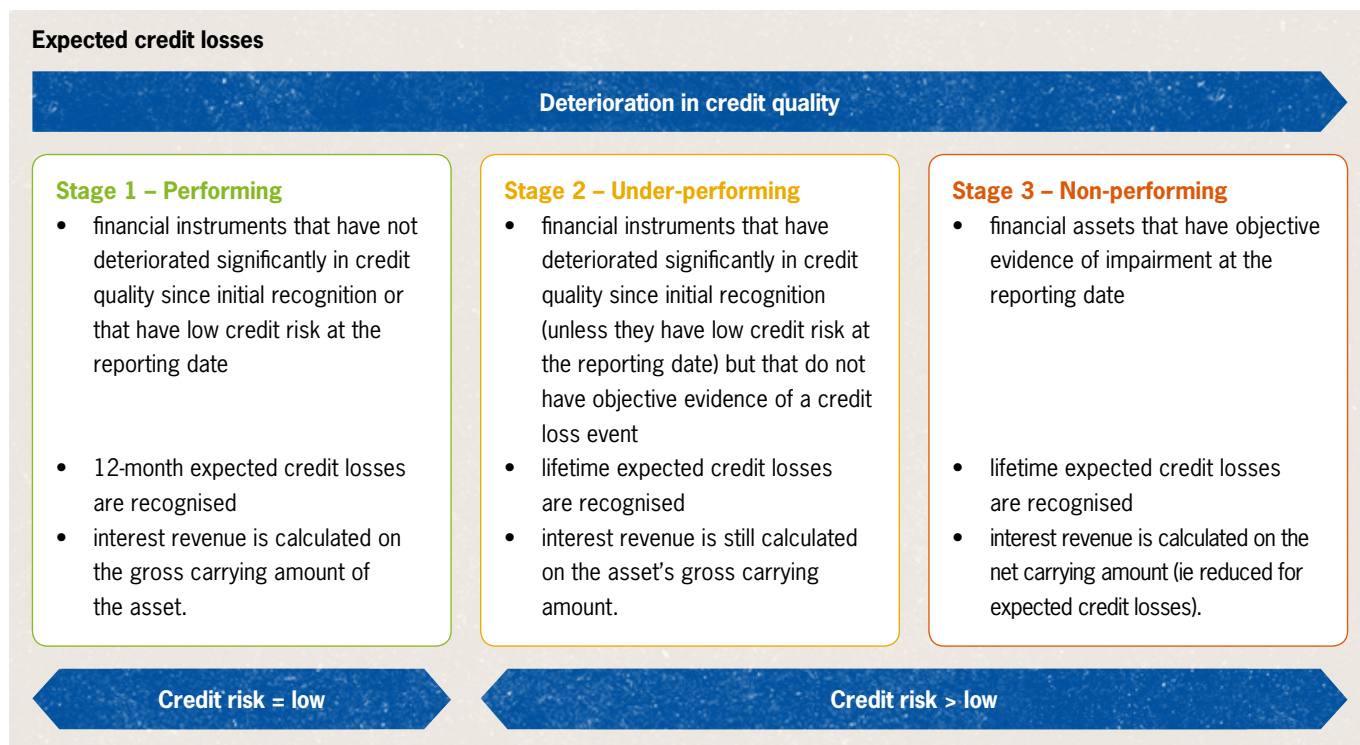 Expected credit losses
Deterioration in credit quality
Stage 1 – Performing
• financial instruments that have not
deteriorated significantly in credit
quality since initial recognition or
that have low credit risk at the
reporting date
• 12-month expected credit losses
are recognised
• interest revenue is calculated on
the gross carrying amount of
the asset.
Stage 2 – Under-performing
• financial instruments that have
deteriorated significantly in credit
quality since initial recognition
(unless they have low credit risk at
the reporting date) but that do not
have objective evidence of a credit
loss event
• lifetime expected credit losses
are recognised
• interest revenue is still calculated
on the asset's gross carrying
amount.
Stage 3 – Non-performing
• financial assets that have objective
evidence of impairment at the
reporting date
• lifetime expected credit losses
are recognised
• interest revenue is calculated on the
net carrying amount (ie reduced for
expected credit losses).
Credit risk = low
Credit risk > low